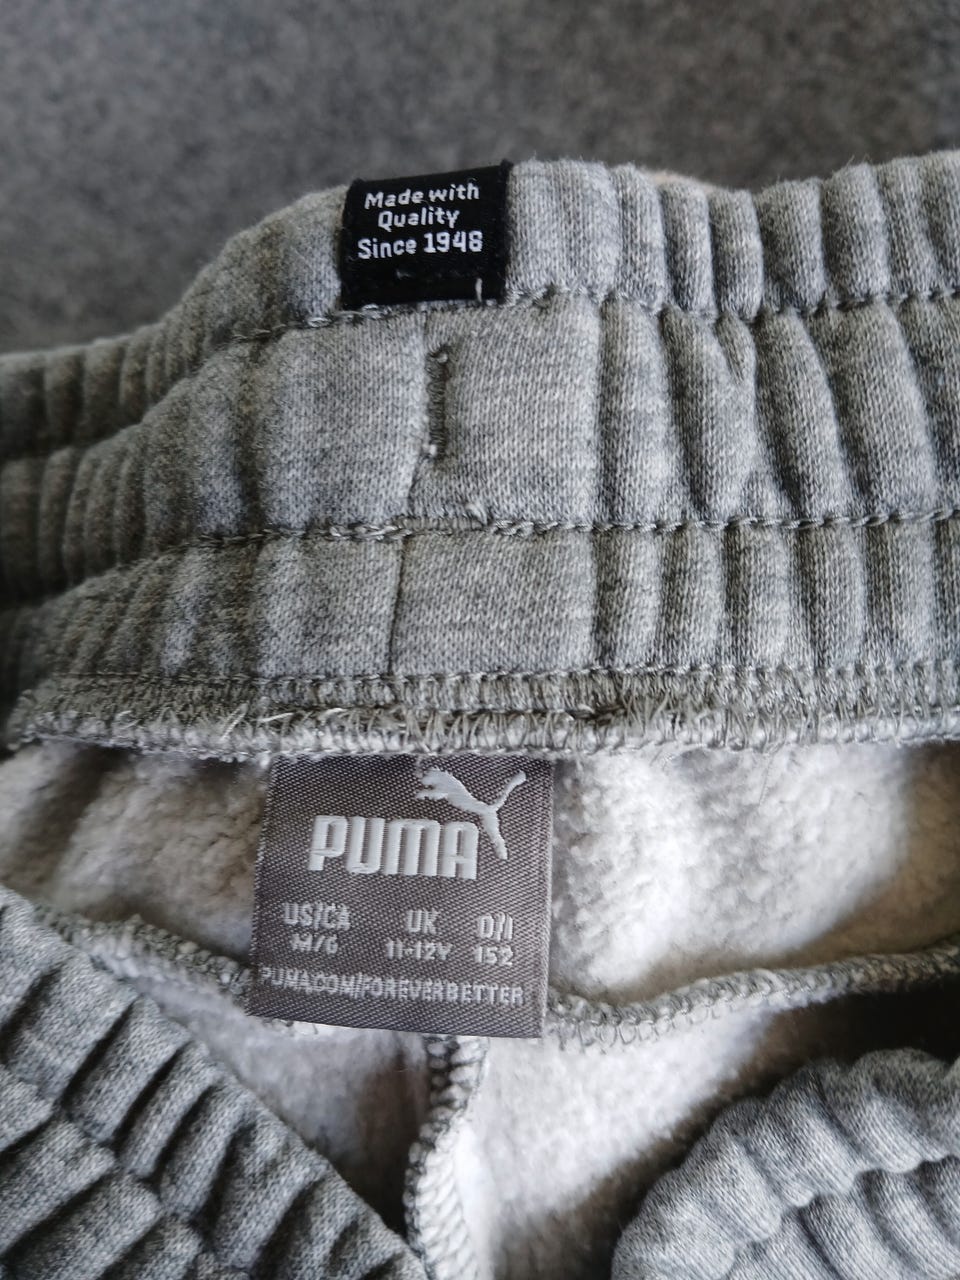 Made with
Quality
Since 1948
PUMA
US/CA UK D/I
M/G 11-12Y 152
PUMA.COM/FOREVERBETTER